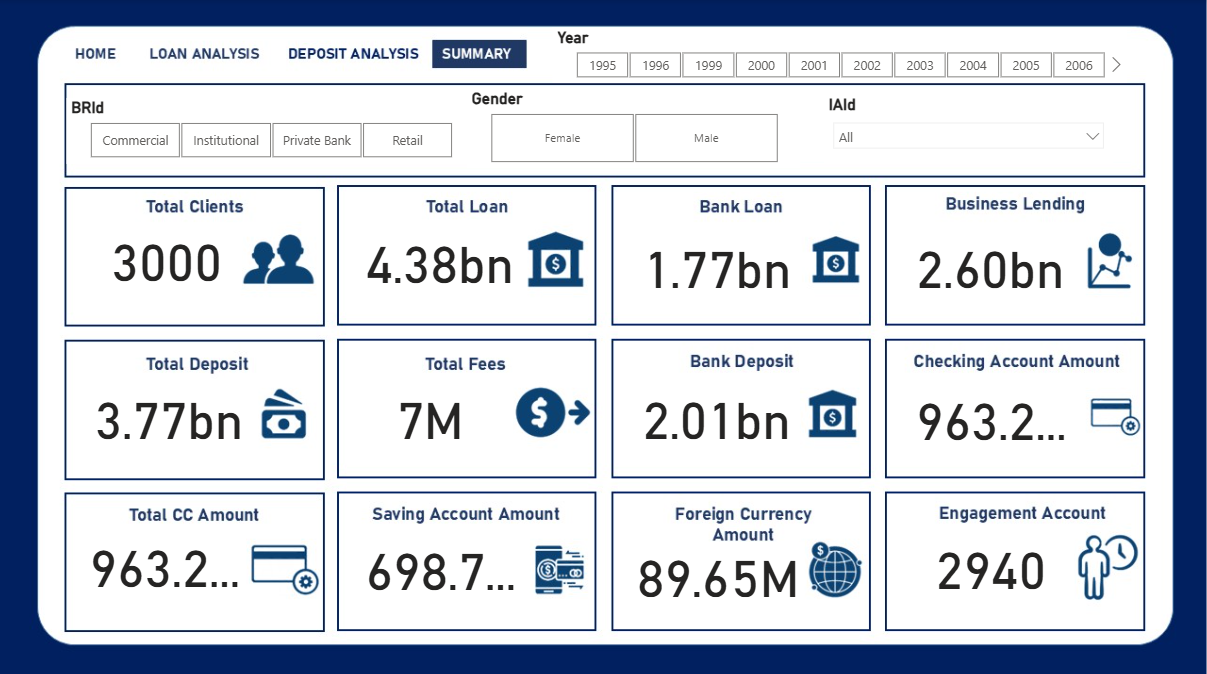 HOME
LOAN ANALYSIS
DEPOSIT ANALYSIS
SUMMARY
Year
1995
1996
1999
2000
2001
2002
2003
2004
2005
2006
BRId
Commercial
Institutional
Private Bank
Retail
Gender
Female
Male
IAId
All
Total Clients
3000
Total Loan
4.38bn
Bank Loan
1.77bn
Business Lending
2.60bn
Total Deposit
3.77bn
Total Fees
7M
Bank Deposit
2.01bn
Checking Account Amount
963.2...
Total CC Amount
963.2...
Saving Account Amount
698.7...
Foreign Currency
Amount
89.65M
Engagement Account
2940